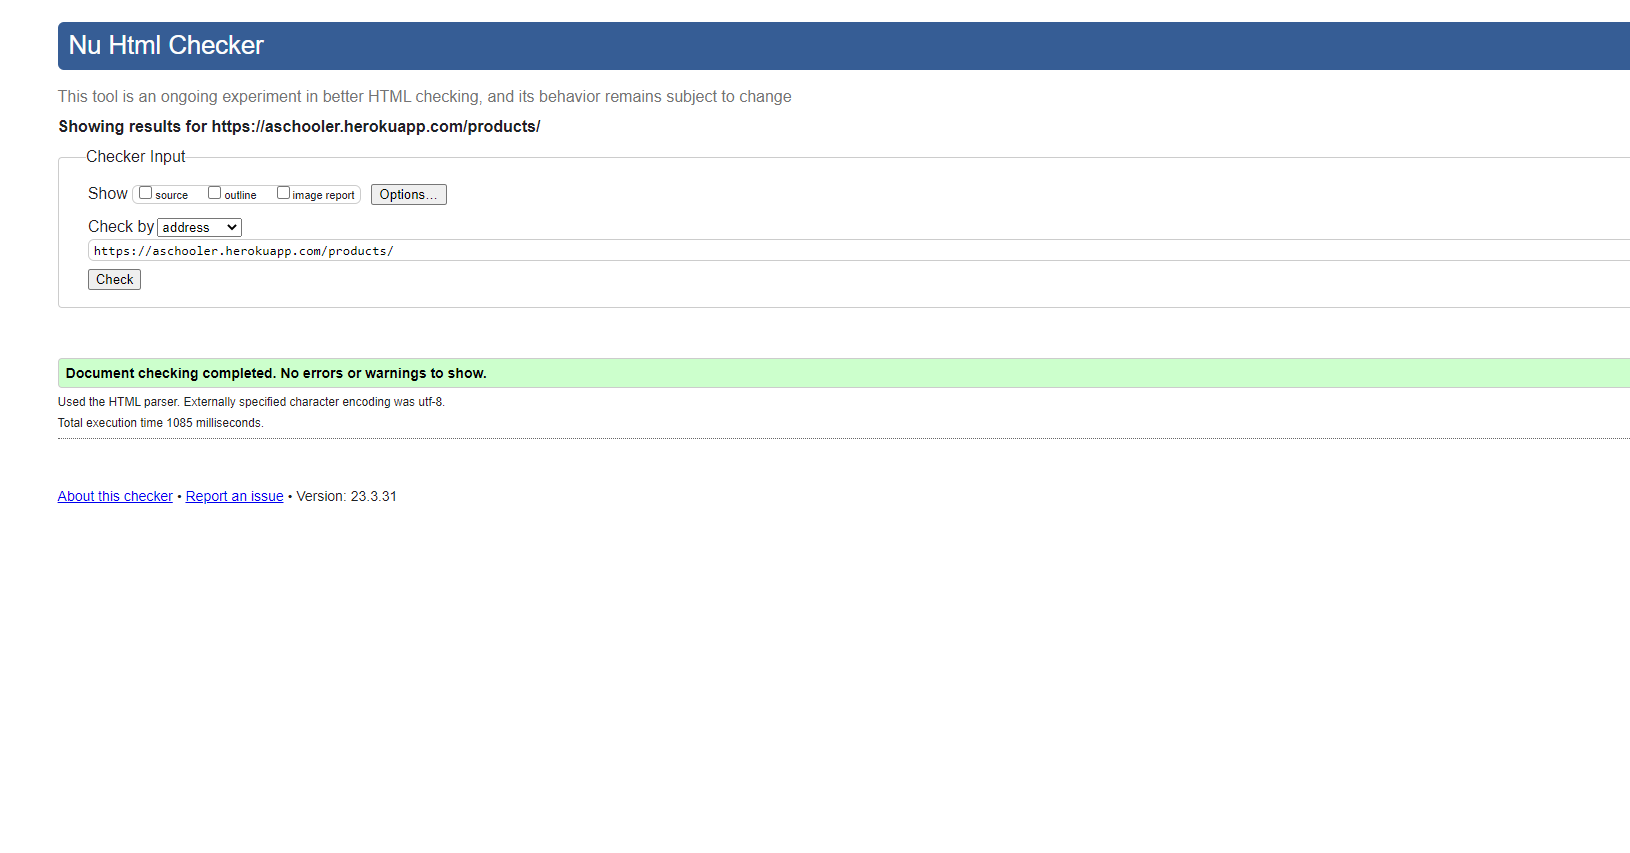 Nu Html Checker
This tool is an ongoing experiment in better HTML checking, and its behavior remains subject to change
Showing results for https://aschooler.herokuapp.com/products/
Checker Input
Show source outline image report Options...
Check by address
https://aschooler.herokuapp.com/products/
Check
Document checking completed. No errors or warnings to show.
Used the HTML parser. Externally specified character encoding was utf-8.
Total execution time 1085 milliseconds.
About this checker • Report an issue • Version: 23.3.31